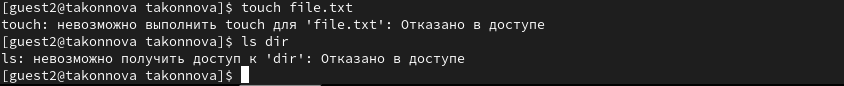 [guest2@takonnova takonnova]$ touch file.txt
touch: невозможно выполнить touch для 'file.txt': Отказано в доступе
[guest2@takonnova takonnova]$ ls dir
ls: невозможно получить доступ к 'dir': Отказано в доступе
[guest2@takonnova takonnova]$